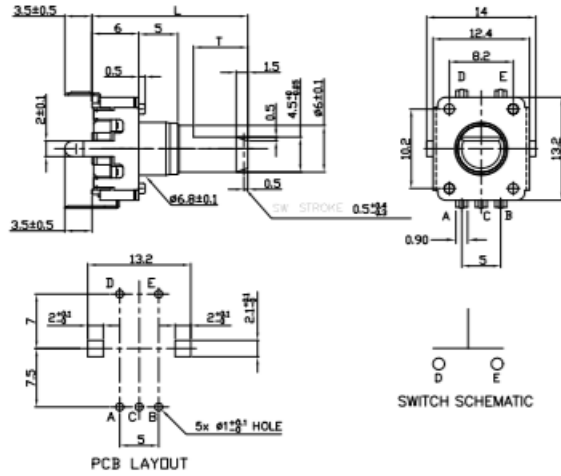 3.5±0.5
L
6
5
T
0.5
1.5
2±0.1
0.5
Ø6±0.1
Ø6.8±0.1
0.5
SW STROKE
3.5±0.5
14
12.4
8.2
D E
10.2
13.2
A C B
0.90
5
13.2
D E
7
7.5
A C B
5
5x Ø1 HOLE
PCB LAYOUT
D E
SWITCH SCHEMATIC